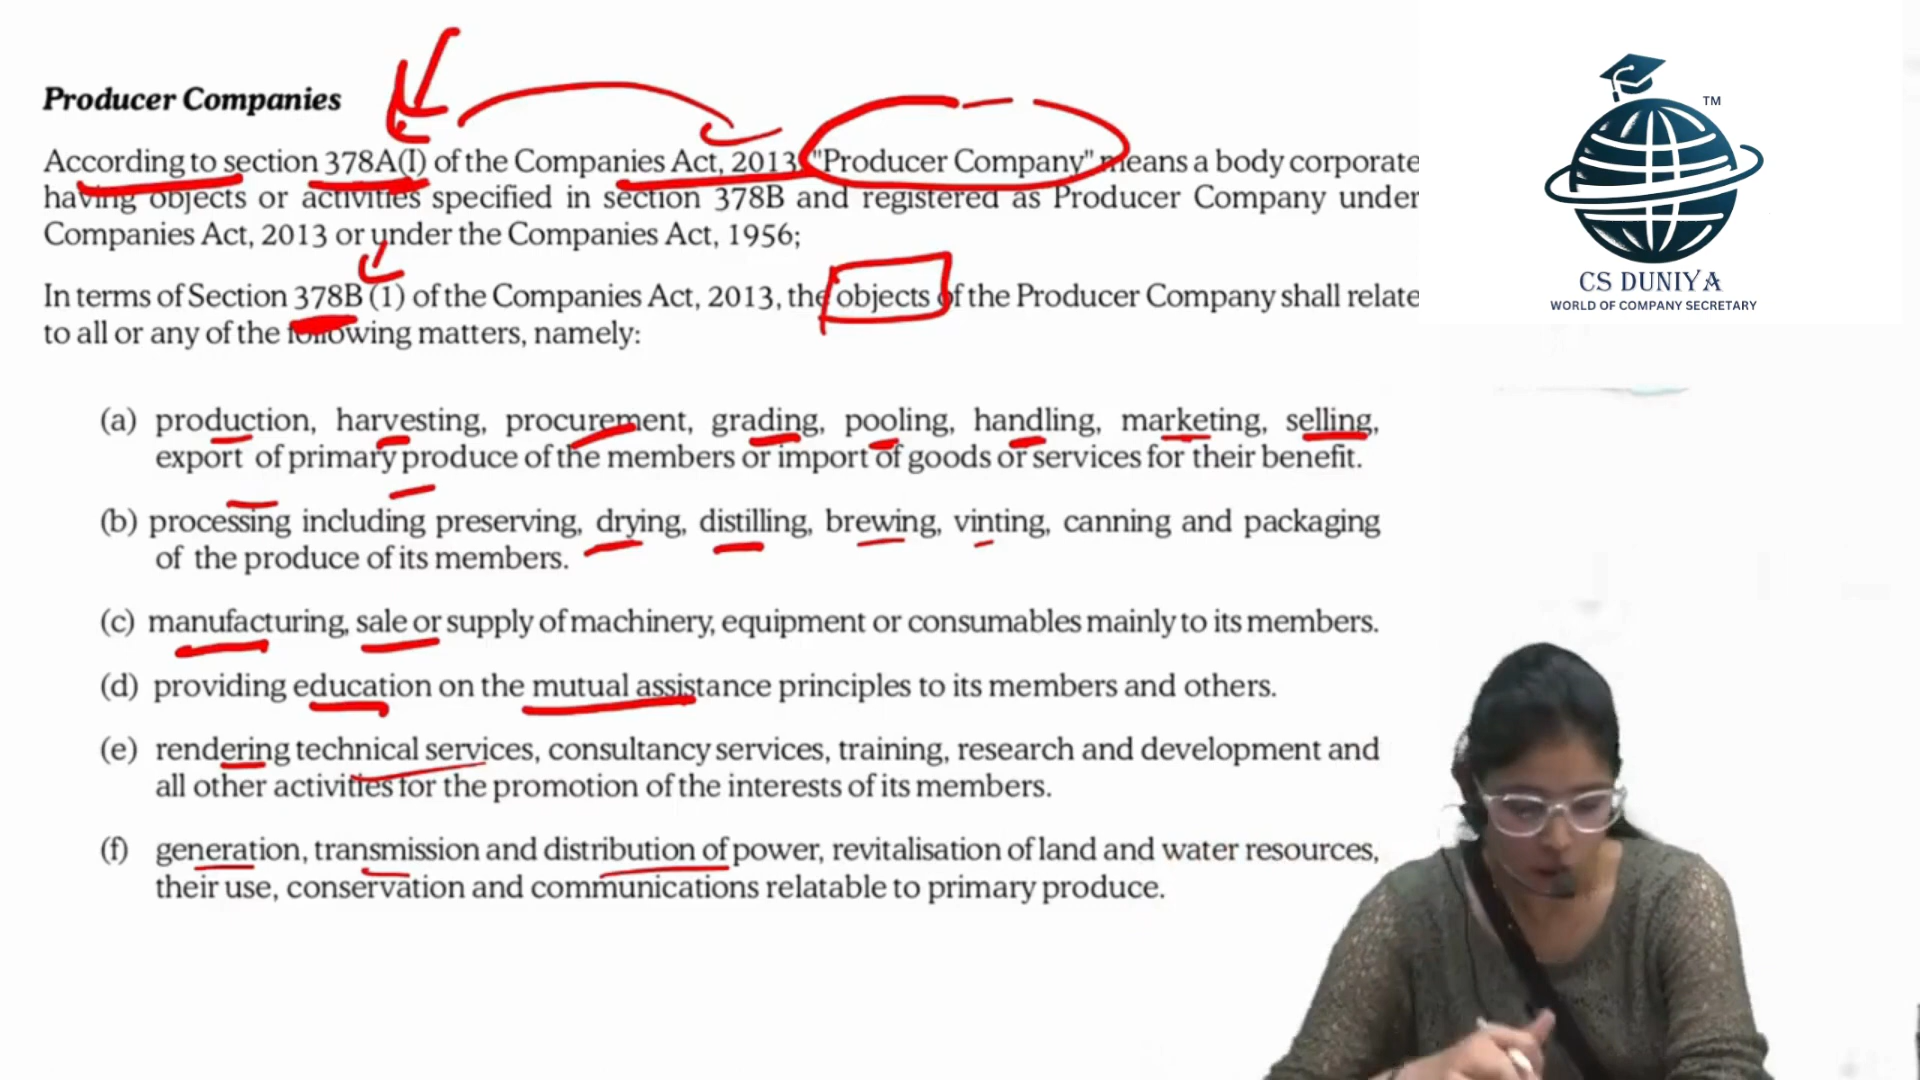 Producer Companies
According to section 378A(I) of the Companies Act, 2013, "Producer Company" means a body corporate
having objects or activities specified in section 378B and registered as Producer Company under
Companies Act, 2013 or under the Companies Act, 1956;
In terms of Section 378B (1) of the Companies Act, 2013, the objects of the Producer Company shall relate
to all or any of the following matters, namely:
(a) production, harvesting, procurement, grading, pooling, handling, marketing, selling,
export of primary produce of the members or import of goods or services for their benefit.
(b) processing including preserving, drying, distilling, brewing, vinting, canning and packaging
of the produce of its members.
(c) manufacturing, sale or supply of machinery, equipment or consumables mainly to its members.
(d) providing education on the mutual assistance principles to its members and others.
(e) rendering technical services, consultancy services, training, research and development and
all other activities for the promotion of the interests of its members.
(f) generation, transmission and distribution of power, revitalisation of land and water resources,
their use, conservation and communications relatable to primary produce.
TM
CS DUNIYA
WORLD OF COMPANY SECRETARY